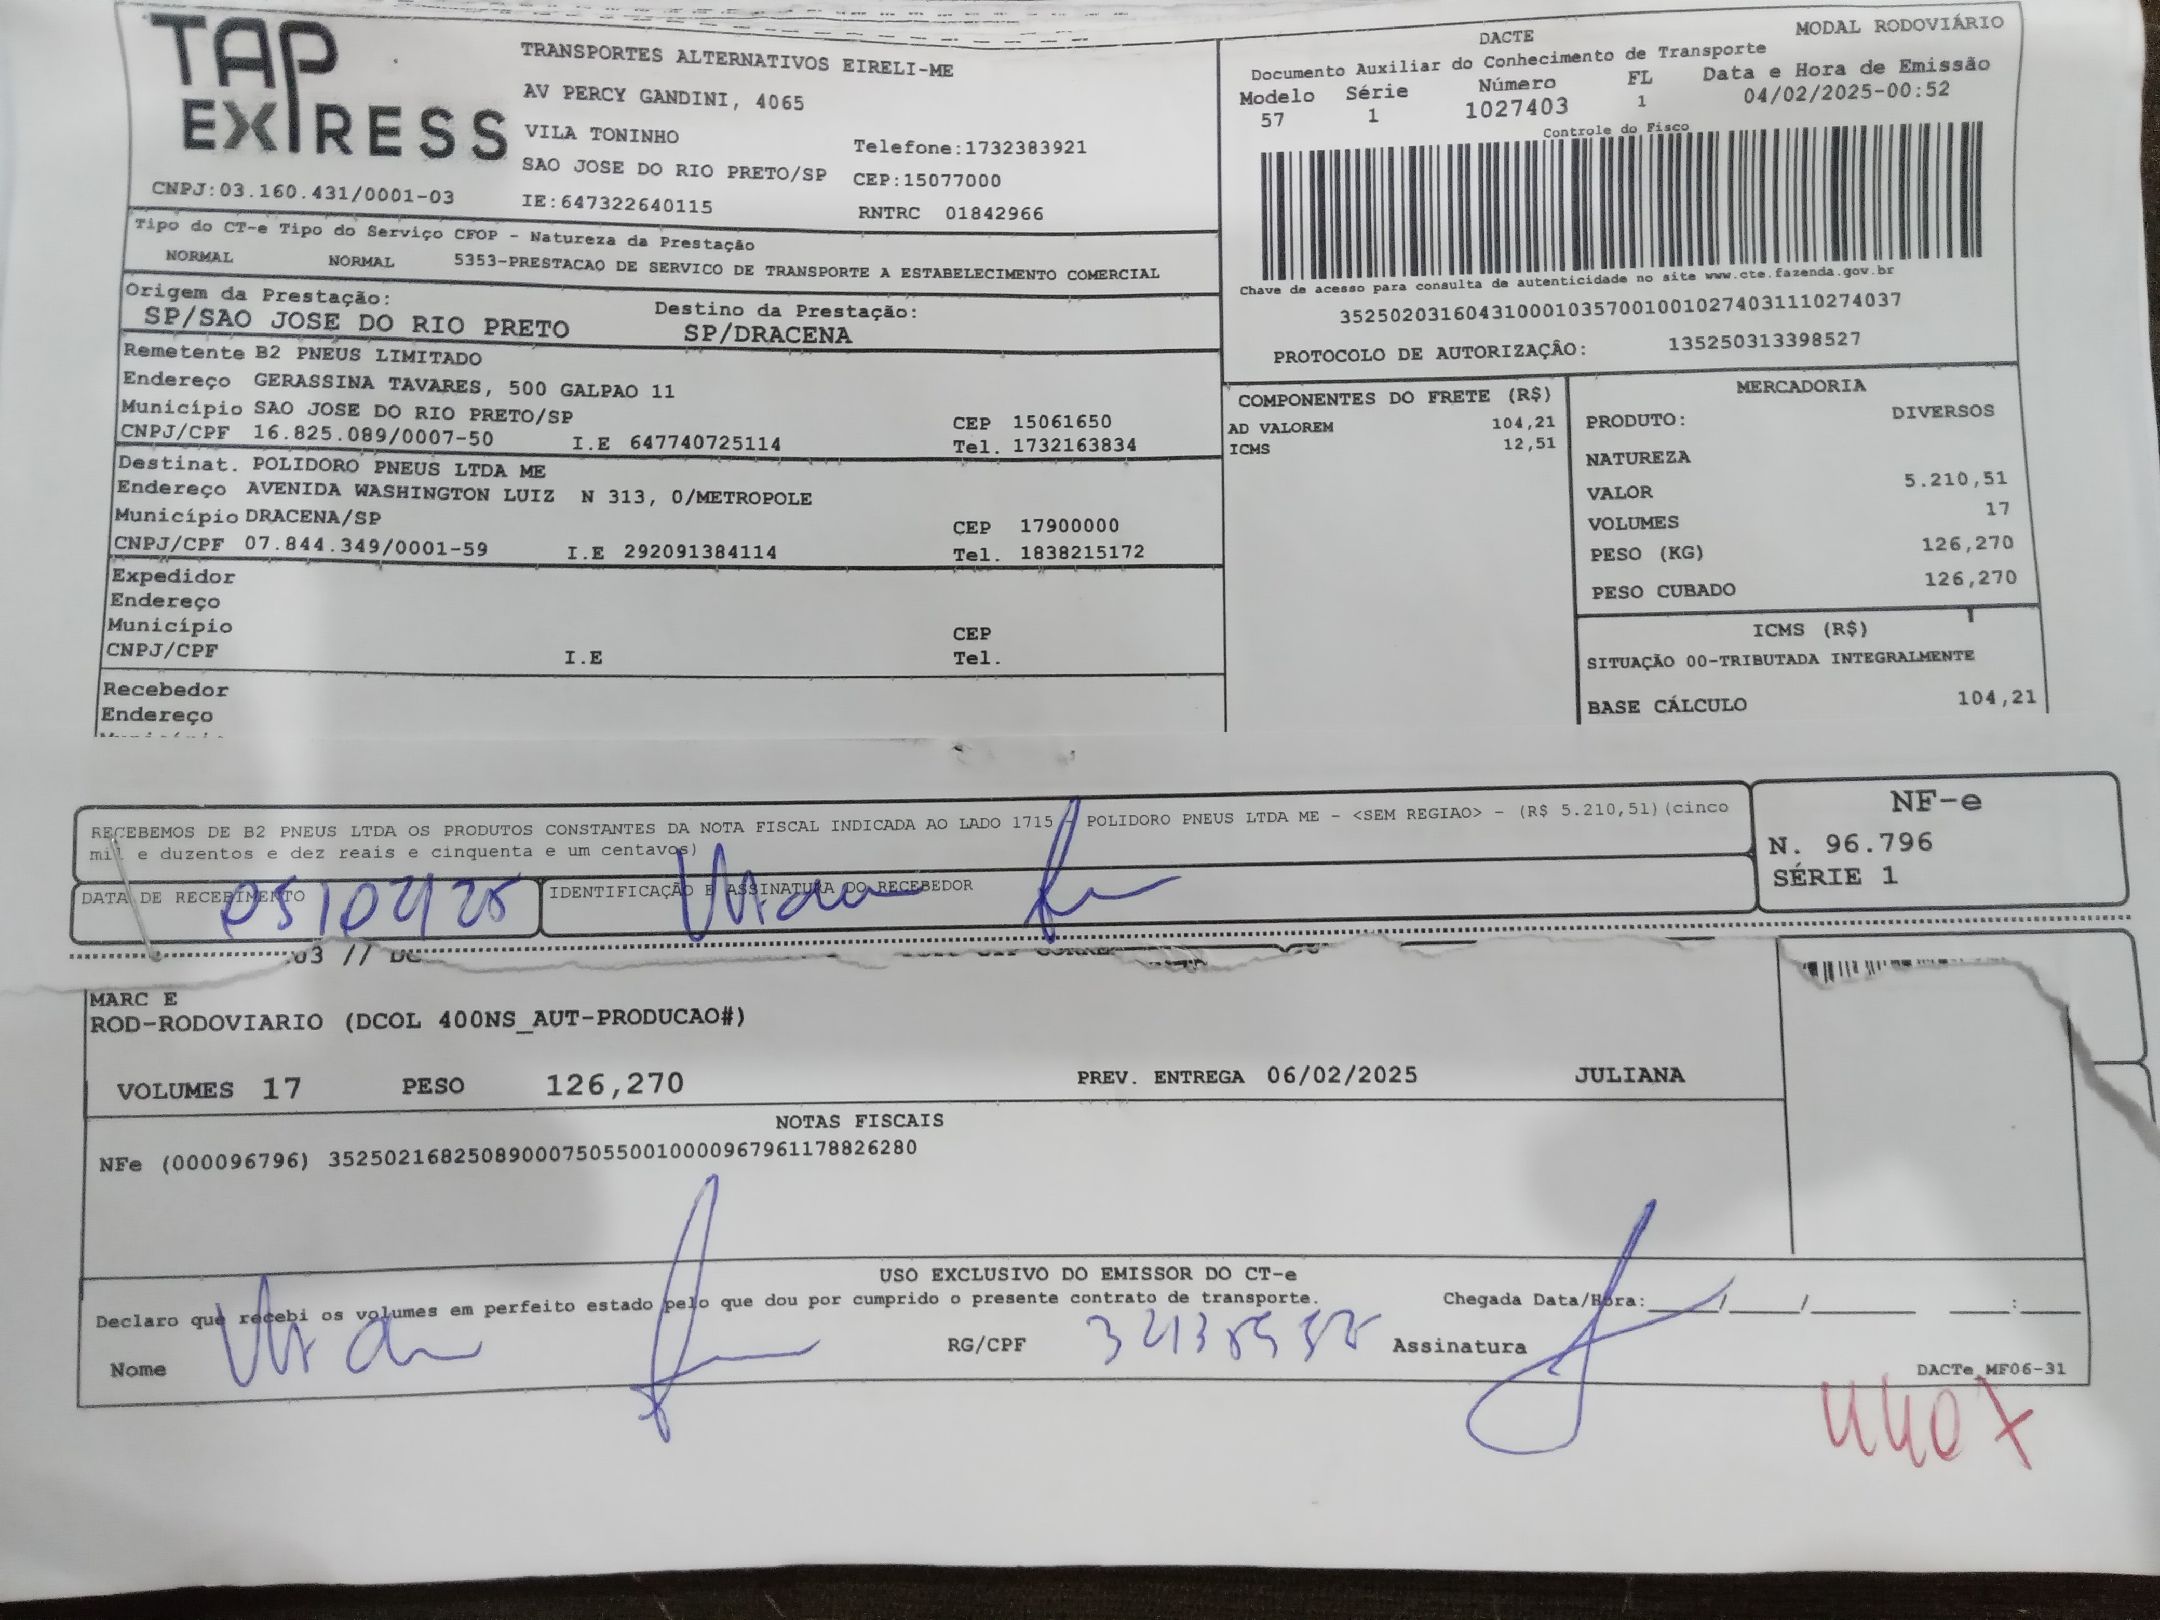 TAP
EXPRESS
CNPJ:03.160.431/0001-03
TRANSPORTES ALTERNATIVOS EIRELI-ME
AV PERCY GANDINI, 4065
VILA TONINHO
SAO JOSE DO RIO PRETO/SP
IE:647322640115
Telefone:1732383921
CEP:15077000
RNTRC 01842966
DACTE MODAL RODOVIÁRIO
Documento Auxiliar do Conhecimento de Transporte
Modelo Série Número FL Data e Hora de Emissão
57 1 1027403 1 04/02/2025-00:52
Controle do Fisco
Chave de acesso para consulta de autenticidade no site www.cte.fazenda.gov.br
35250203160431000103570010010274031110274037
PROTOCOLO DE AUTORIZAÇÃO: 135250313398527
Tipo do CT-e Tipo do Serviço CFOP - Natureza da Prestação
NORMAL NORMAL 5353-PRESTACAO DE SERVICO DE TRANSPORTE A ESTABELECIMENTO COMERCIAL
Origem da Prestação: Destino da Prestação:
SP/SAO JOSE DO RIO PRETO SP/DRACENA
Remetente B2 PNEUS LIMITADO
Endereço GERASSINA TAVARES, 500 GALPAO 11
Município SAO JOSE DO RIO PRETO/SP CEP 15061650
CNPJ/CPF 16.825.089/0007-50 I.E 647740725114 Tel. 1732163834
Destinat. POLIDORO PNEUS LTDA ME
Endereço AVENIDA WASHINGTON LUIZ N 313, 0/METROPOLE
Município DRACENA/SP CEP 17900000
CNPJ/CPF 07.844.349/0001-59 I.E 292091384114 Tel. 1838215172
Expedidor
Endereço
Município CEP
CNPJ/CPF I.E Tel.
Recebedor
Endereço
COMPONENTES DO FRETE (R$)
AD VALOREM 104,21
ICMS 12,51
MERCADORIA
PRODUTO: DIVERSOS
NATUREZA
VALOR 5.210,51
VOLUMES 17
PESO (KG) 126,270
PESO CUBADO 126,270
ICMS (R$)
SITUAÇÃO 00-TRIBUTADA INTEGRALMENTE
BASE CÁLCULO 104,21
RECEBEMOS DE B2 PNEUS LTDA OS PRODUTOS CONSTANTES DA NOTA FISCAL INDICADA AO LADO 1715 - POLIDORO PNEUS LTDA ME - <SEM REGIAO> - (R$ 5.210,51)(cinco
mil e duzentos e dez reais e cinquenta e um centavos)
DATA DE RECEBIMENTO 05/02/25 IDENTIFICAÇÃO E ASSINATURA DO RECEBEDOR
NF-e
N. 96.796
SÉRIE 1
MARC E
ROD-RODOVIARIO (DCOL 400NS_AUT-PRODUCAO#)
VOLUMES 17 PESO 126,270 PREV. ENTREGA 06/02/2025 JULIANA
NOTAS FISCAIS
NFe (000096796) 35250216825089000750550010000967961178826280
USO EXCLUSIVO DO EMISSOR DO CT-e
Declaro que recebi os volumes em perfeito estado pelo que dou por cumprido o presente contrato de transporte. Chegada Data/Hora:____/____/______ ____:____
Nome RG/CPF Assinatura
DACTe_MF06-31